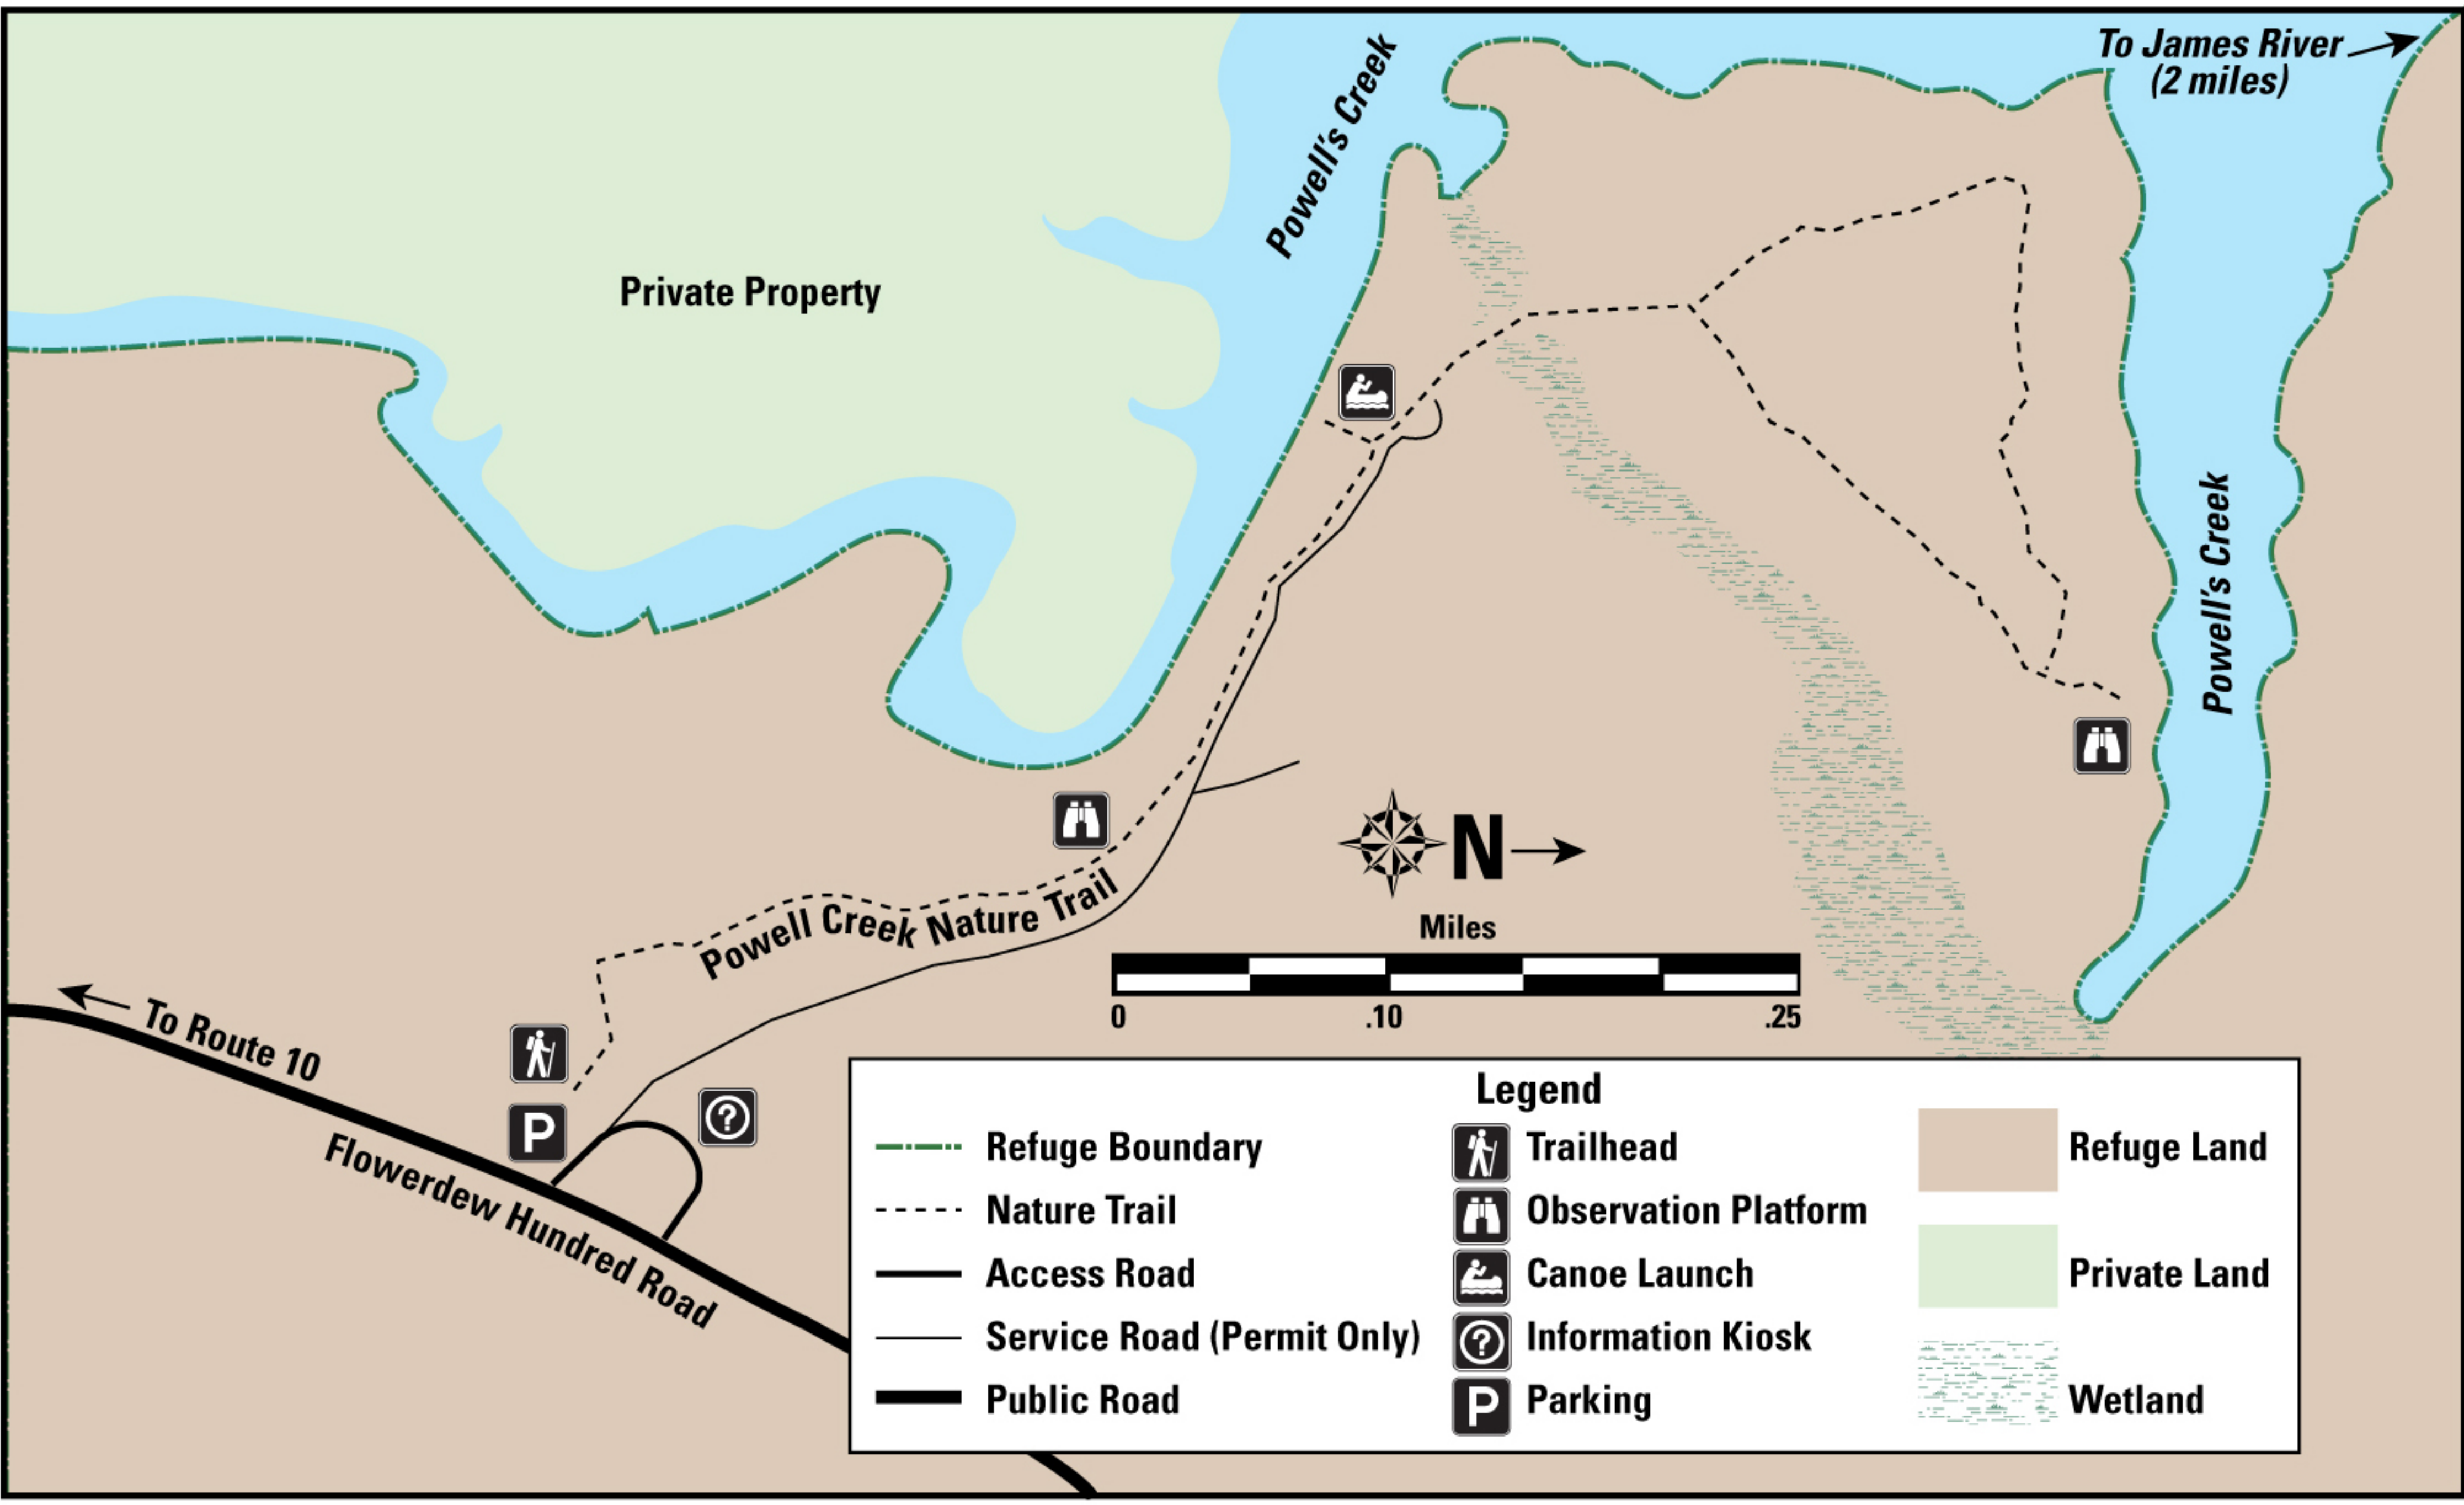 To James River
(2 miles)
Powell's Creek
Private Property
Powell's Creek
N
Powell Creek Nature Trail
Miles
0 .10 .25
To Route 10
P
?
Flowerdew Hundred Road
Legend
Refuge Boundary
Nature Trail
Access Road
Service Road (Permit Only)
Public Road
Trailhead
Observation Platform
Canoe Launch
? Information Kiosk
P Parking
Refuge Land
Private Land
Wetland